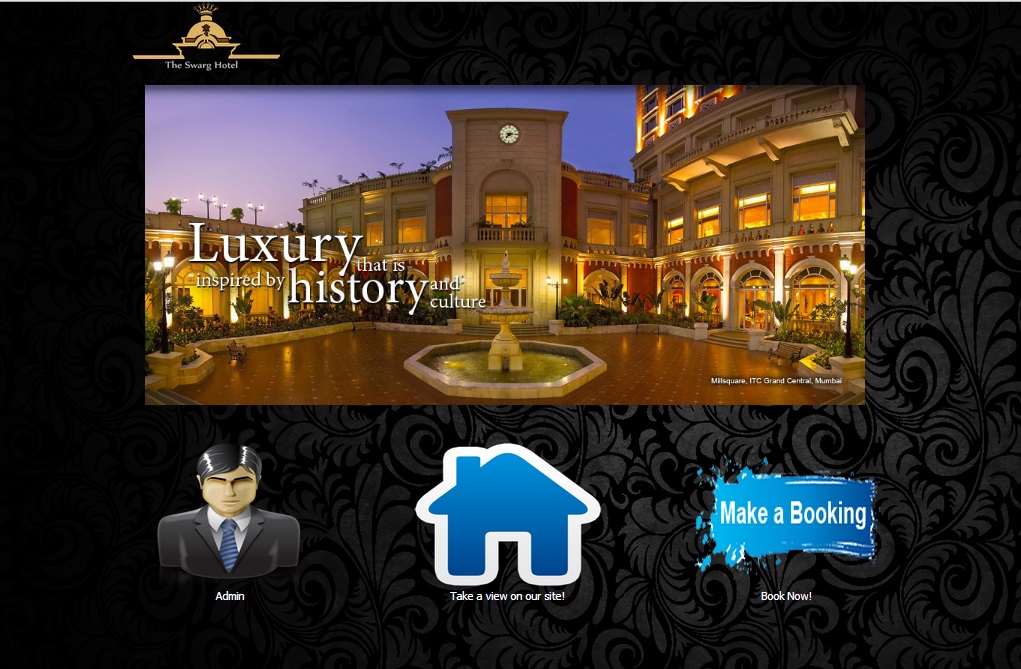 The Swarg Hotel
Luxury
that is
inspired by history and
culture
Millsquare, ITC Grand Central, Mumbai
Make a Booking
Admin
Take a view on our site!
Book Now!